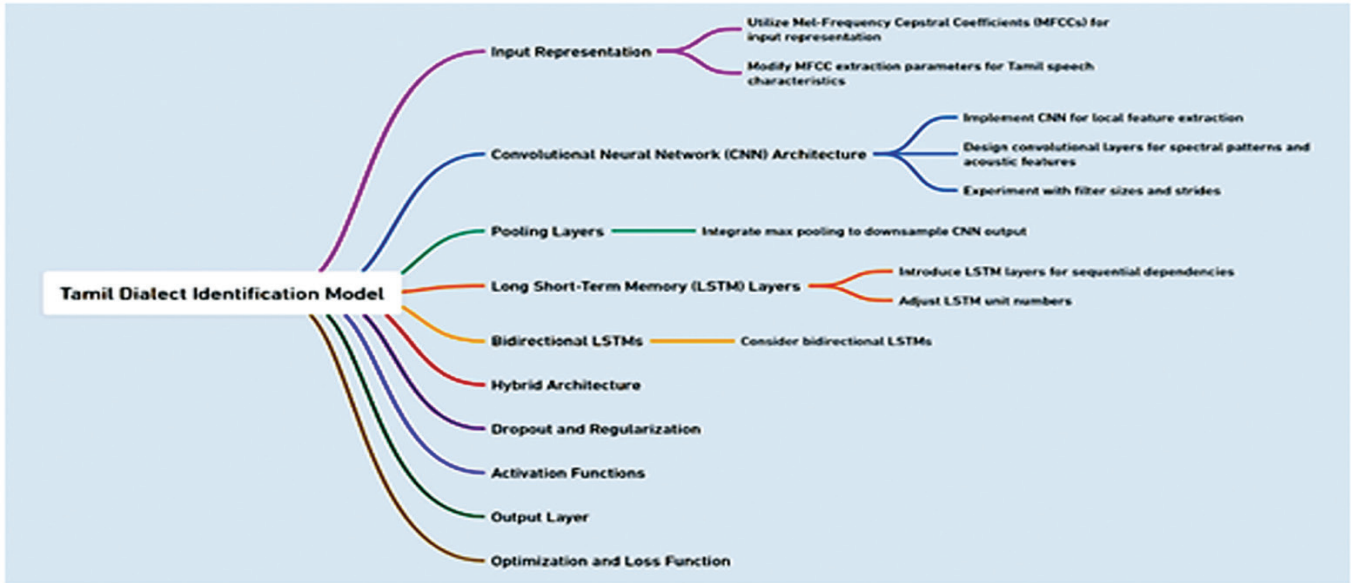 Tamil Dialect Identification Model
Input Representation
Utilize Mel-Frequency Cepstral Coefficients (MFCCs) for
input representation
Modify MFCC extraction parameters for Tamil speech
characteristics
Convolutional Neural Network (CNN) Architecture
Implement CNN for local feature extraction
Design convolutional layers for spectral patterns and
acoustic features
Experiment with filter sizes and strides
Pooling Layers
Integrate max pooling to downsample CNN output
Long Short-Term Memory (LSTM) Layers
Introduce LSTM layers for sequential dependencies
Adjust LSTM unit numbers
Bidirectional LSTMs
Consider bidirectional LSTMs
Hybrid Architecture
Dropout and Regularization
Activation Functions
Output Layer
Optimization and Loss Function